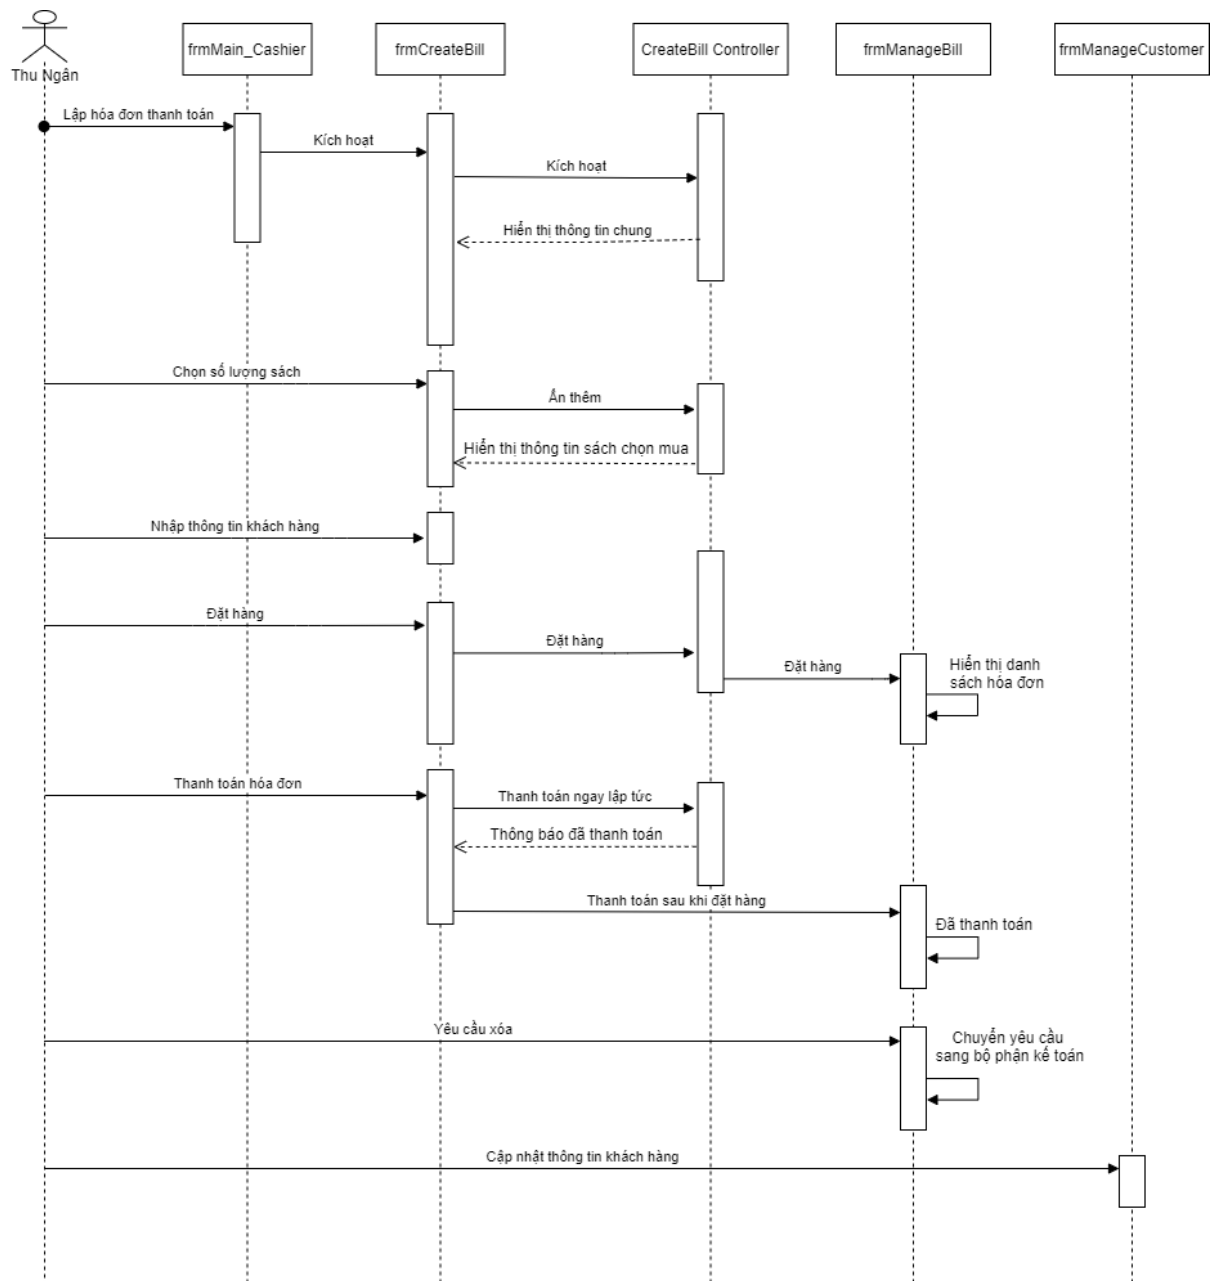 Thu Ngân
frmMain_Cashier
frmCreateBill
CreateBill Controller
frmManageBill
frmManageCustomer
Lập hóa đơn thanh toán
Kích hoạt
Kích hoạt
Hiển thị thông tin chung
Chọn số lượng sách
Ấn thêm
Hiển thị thông tin sách chọn mua
Nhập thông tin khách hàng
Đặt hàng
Đặt hàng
Đặt hàng
Hiển thị danh
sách hóa đơn
Thanh toán hóa đơn
Thanh toán ngay lập tức
Thông báo đã thanh toán
Thanh toán sau khi đặt hàng
Đã thanh toán
Yêu cầu xóa
Chuyển yêu cầu
sang bộ phận kế toán
Cập nhật thông tin khách hàng